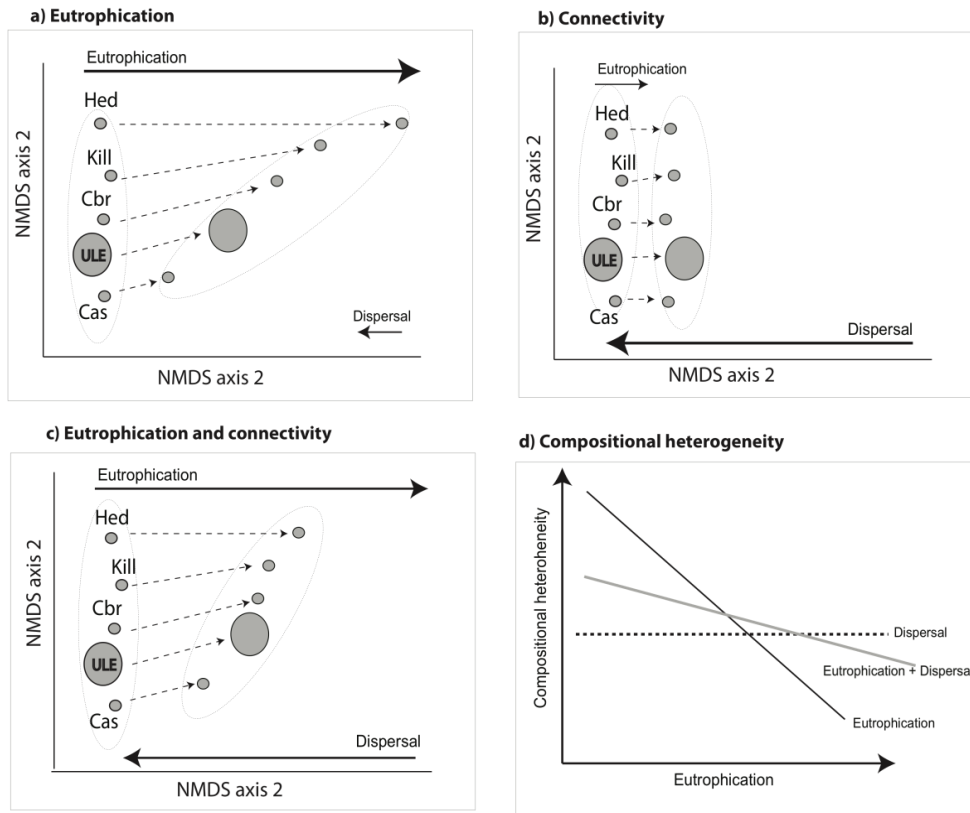 a) Eutrophication
Eutrophication
Hed
Kill
Cbr
ULE
Cas
Dispersal
NMDS axis 2
NMDS axis 2
b) Connectivity
Eutrophication
Hed
Kill
Cbr
ULE
Cas
Dispersal
NMDS axis 2
NMDS axis 2
c) Eutrophication and connectivity
Eutrophication
Hed
Kill
Cbr
ULE
Cas
Dispersal
NMDS axis 2
NMDS axis 2
d) Compositional heterogeneity
Compositional heteroheneity
Dispersal
Eutrophication + Dispersa
Eutrophication
Eutrophication